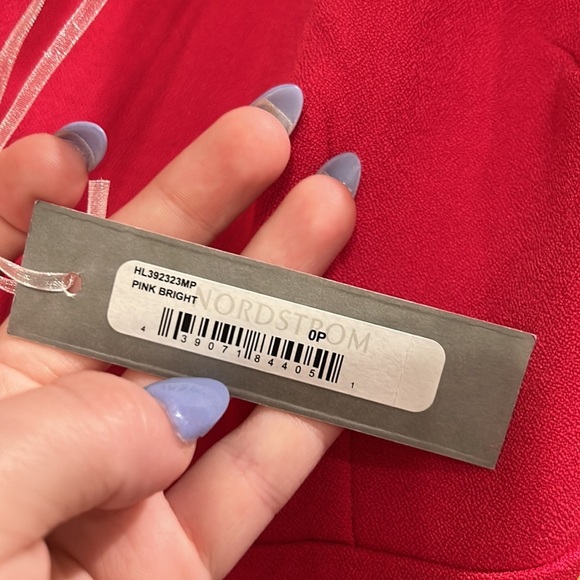 HL392323MP
PINK BRIGHT
NORDSTROM
0P
4 39071 84405 1